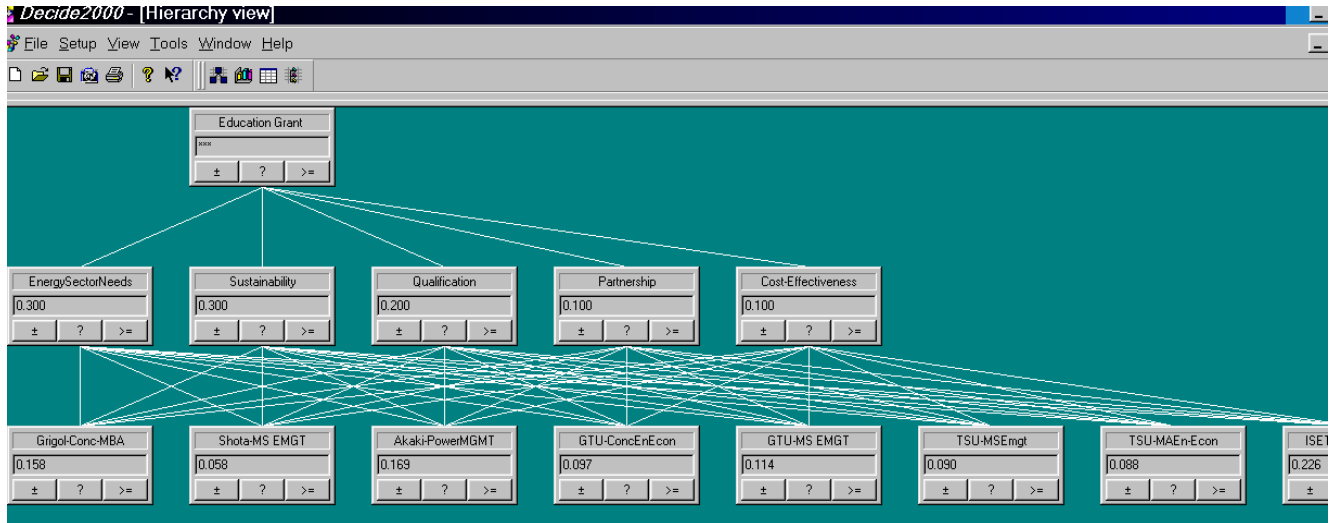 Decide2000 - [Hierarchy view]
File Setup View Tools Window Help
Education Grant
***
± ? >=
EnergySectorNeeds Sustainability Qualification Partnership Cost-Effectiveness
0.300 0.300 0.200 0.100 0.100
± ? >= ± ? >= ± ? >= ± ? >= ± ? >=
Grigol-Conc-MBA Shota-MS EMGT Akaki-PowerMGMT GTU-ConcEnEcon GTU-MS EMGT TSU-MSEmgt TSU-MAEn-Econ ISET
0.158 0.058 0.169 0.097 0.114 0.090 0.088 0.226
± ? >= ± ? >= ± ? >= ± ? >= ± ? >= ± ? >= ± ? >= ±